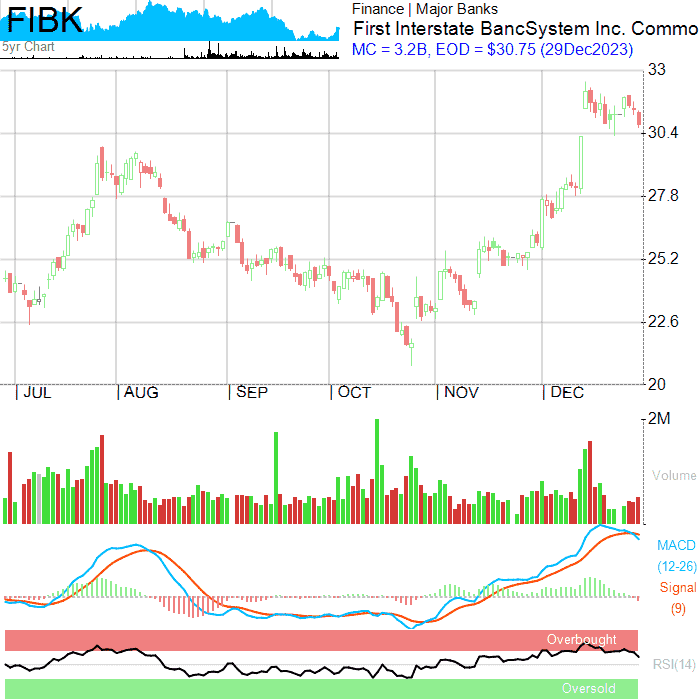 FIBK
5yr Chart
Finance | Major Banks
First Interstate BancSystem Inc. Commo
MC = 3.2B, EOD = $30.75 (29Dec2023)
33
30.4
27.8
25.2
22.6
20
JUL AUG SEP OCT NOV DEC
2M
Volume
MACD
(12-26)
Signal
(9)
Overbought
RSI(14)
Oversold